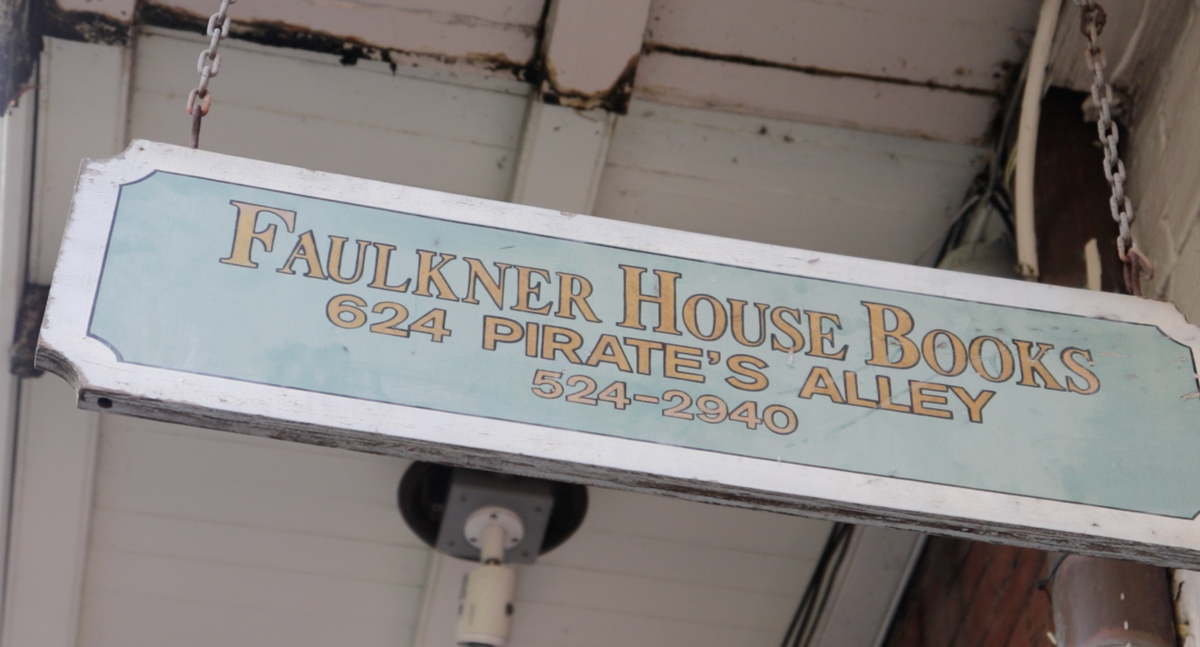 FAULKNER HOUSE BOOKS
624 PIRATE'S ALLEY
524-2940